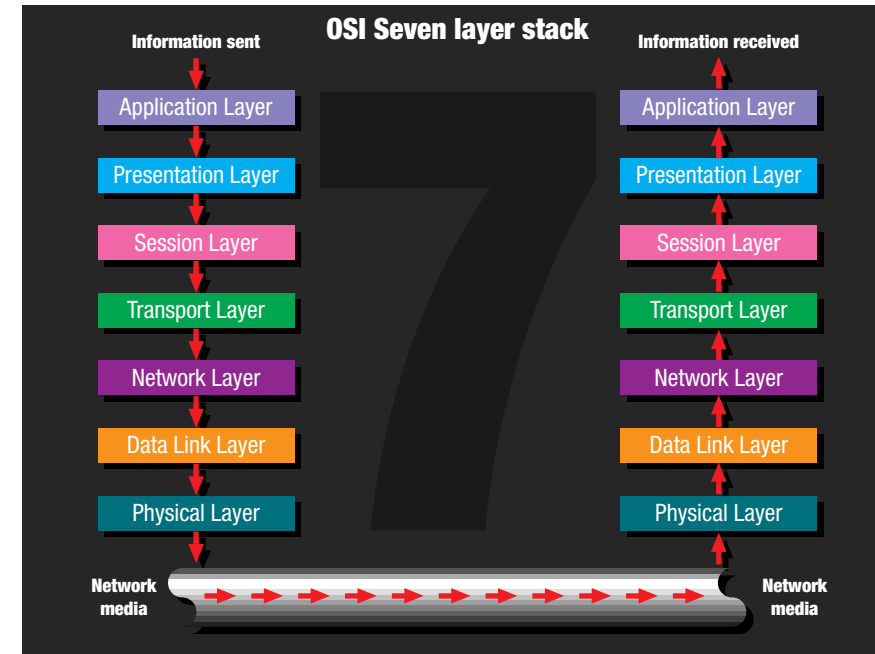 OSI Seven layer stack
Information sent
Information received
Application Layer
Application Layer
Presentation Layer
Presentation Layer
Session Layer
Session Layer
Transport Layer
Transport Layer
Network Layer
Network Layer
Data Link Layer
Data Link Layer
Physical Layer
Physical Layer
Network
media
Network
media
7